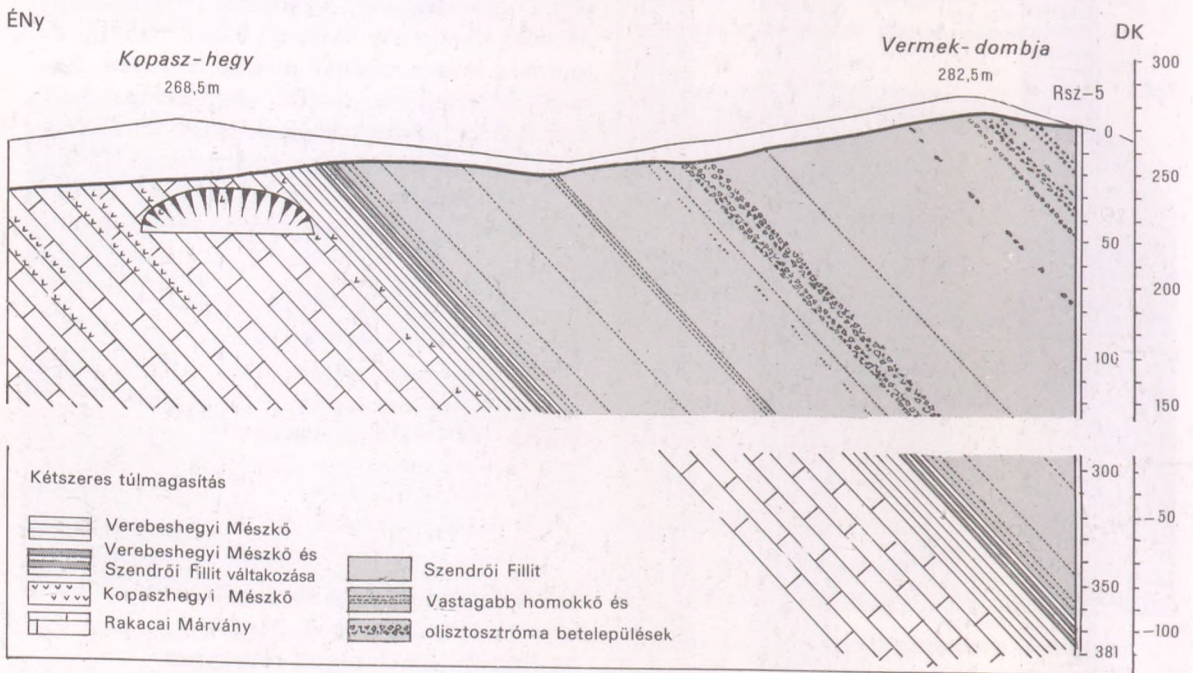 ÉNy
DK
Kopasz-hegy
268,5m
Vermek-dombja
282,5m
Rsz-5
300
0
250
50
200
100
150
300
-50
350
-100
381
Kétszeres túlmagasítás
Verebeshegyi Mészkő
Verebeshegyi Mészkő és
Szendrői Fillit váltakozása
Kopaszhegyi Mészkő
Rakacai Márvány
Szendrői Fillit
Vastagabb homokkő és
olisztosztróma betelepülések